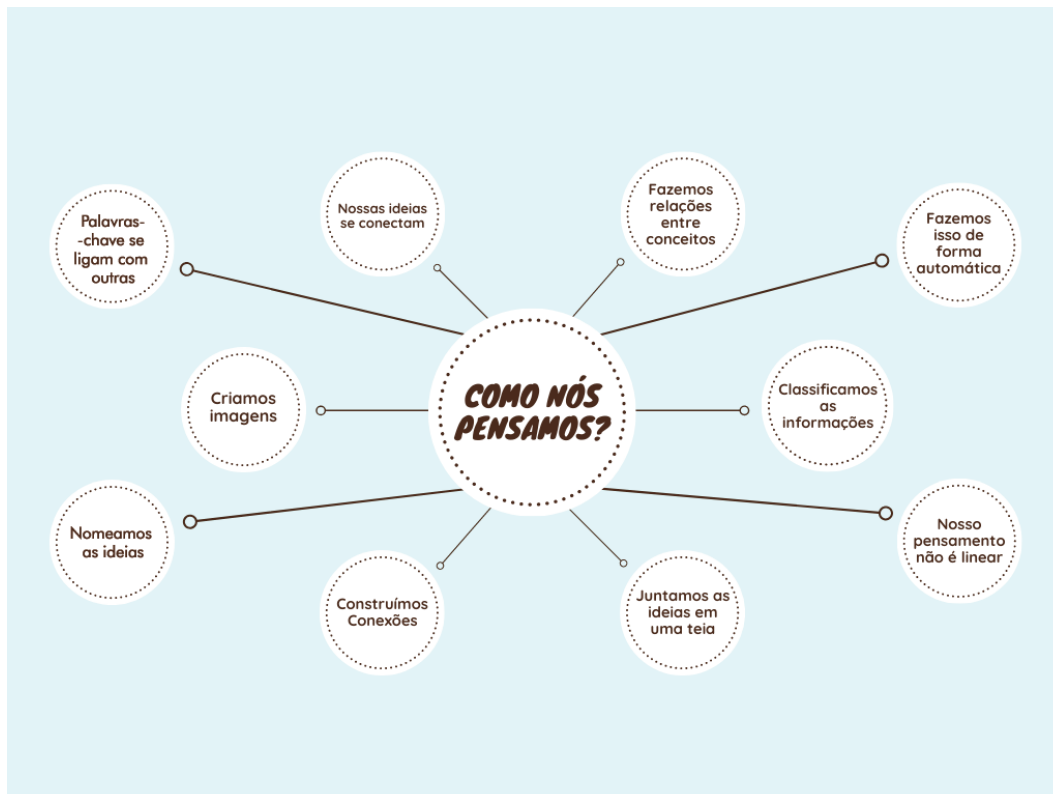 Palavras-
-chave se
ligam com
outras
Nossas ideias
se conectam
Fazemos
relações
entre
conceitos
Fazemos
isso de
forma
automática
Criamos
imagens
COMO NÓS
PENSAMOS?
Classificamos
as
informações
Nomeamos
as ideias
Construímos
Conexões
Juntamos as
ideias em
uma teia
Nosso
pensamento
não é linear